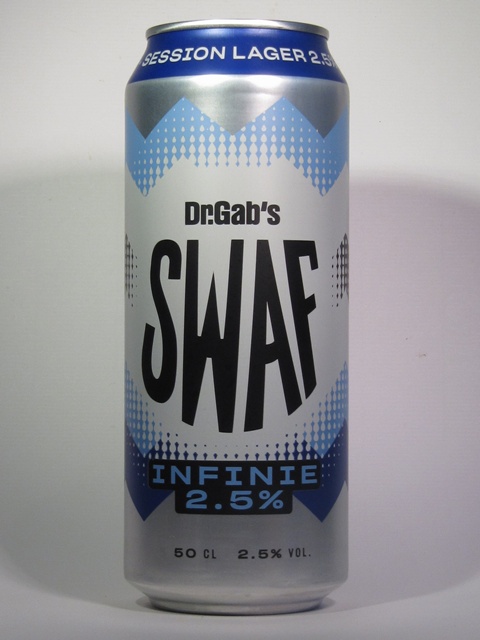 SESSION LAGER 2.5
Dr.Gab's
SWAF
INFINIE
2.5%
50 CL 2.5% VOL.